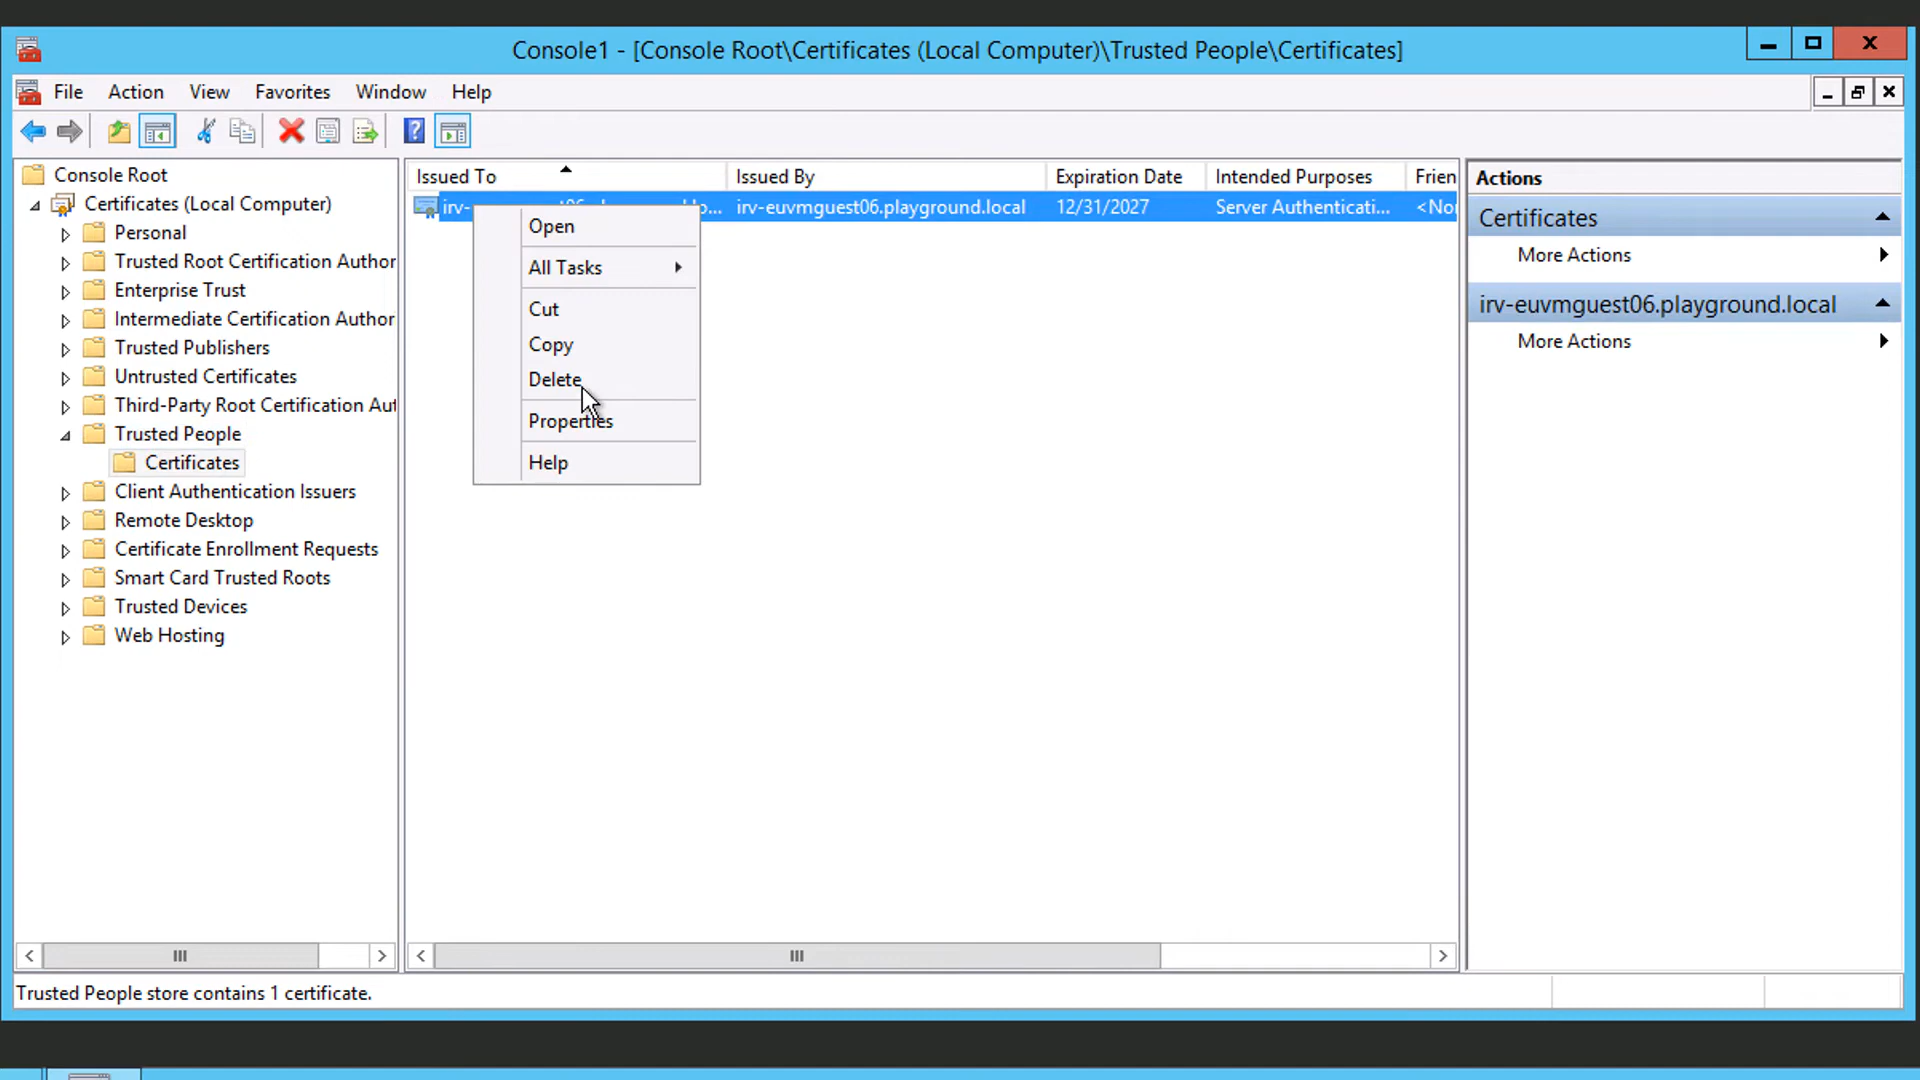 Console1 - [Console Root\Certificates (Local Computer)\Trusted People\Certificates]
File Action View Favorites Window Help
Console Root
Certificates (Local Computer)
Personal
Trusted Root Certification Author
Enterprise Trust
Intermediate Certification Author
Trusted Publishers
Untrusted Certificates
Third-Party Root Certification Aut
Trusted People
Certificates
Client Authentication Issuers
Remote Desktop
Certificate Enrollment Requests
Smart Card Trusted Roots
Trusted Devices
Web Hosting
Issued To Issued By Expiration Date Intended Purposes Frien
irv- irv-euvmguest06.playground.local 12/31/2027 Server Authenticati... <No
Open
All Tasks
Cut
Copy
Delete
Properties
Help
Actions
Certificates
More Actions
irv-euvmguest06.playground.local
More Actions
Trusted People store contains 1 certificate.